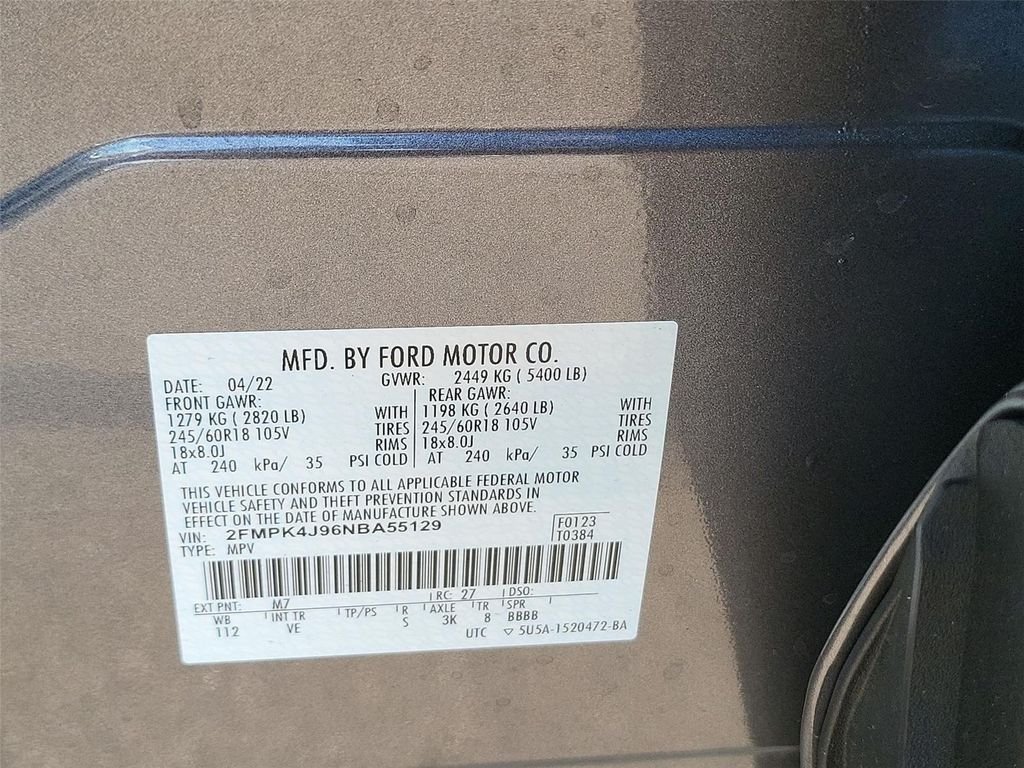 MFD. BY FORD MOTOR CO.
DATE: 04/22 GVWR: 2449 KG ( 5400 LB)
FRONT GAWR: REAR GAWR:
1279 KG ( 2820 LB) WITH 1198 KG ( 2640 LB) WITH
245/60R18 105V TIRES 245/60R18 105V TIRES
18x8.0J RIMS 18x8.0J RIMS
AT 240 kPa/ 35 PSI COLD AT 240 kPa/ 35 PSI COLD
THIS VEHICLE CONFORMS TO ALL APPLICABLE FEDERAL MOTOR
VEHICLE SAFETY AND THEFT PREVENTION STANDARDS IN
EFFECT ON THE DATE OF MANUFACTURE SHOWN ABOVE.
VIN: 2FMPK4J96NBA55129 F0123
TYPE: MPV T0384
EXT PNT: M7 RC: 27 DSO:
WB INT TR TP/PS R AXLE TR SPR
112 VE S 3K 8 BBBB
UTC ▽ 5U5A-1520472-BA